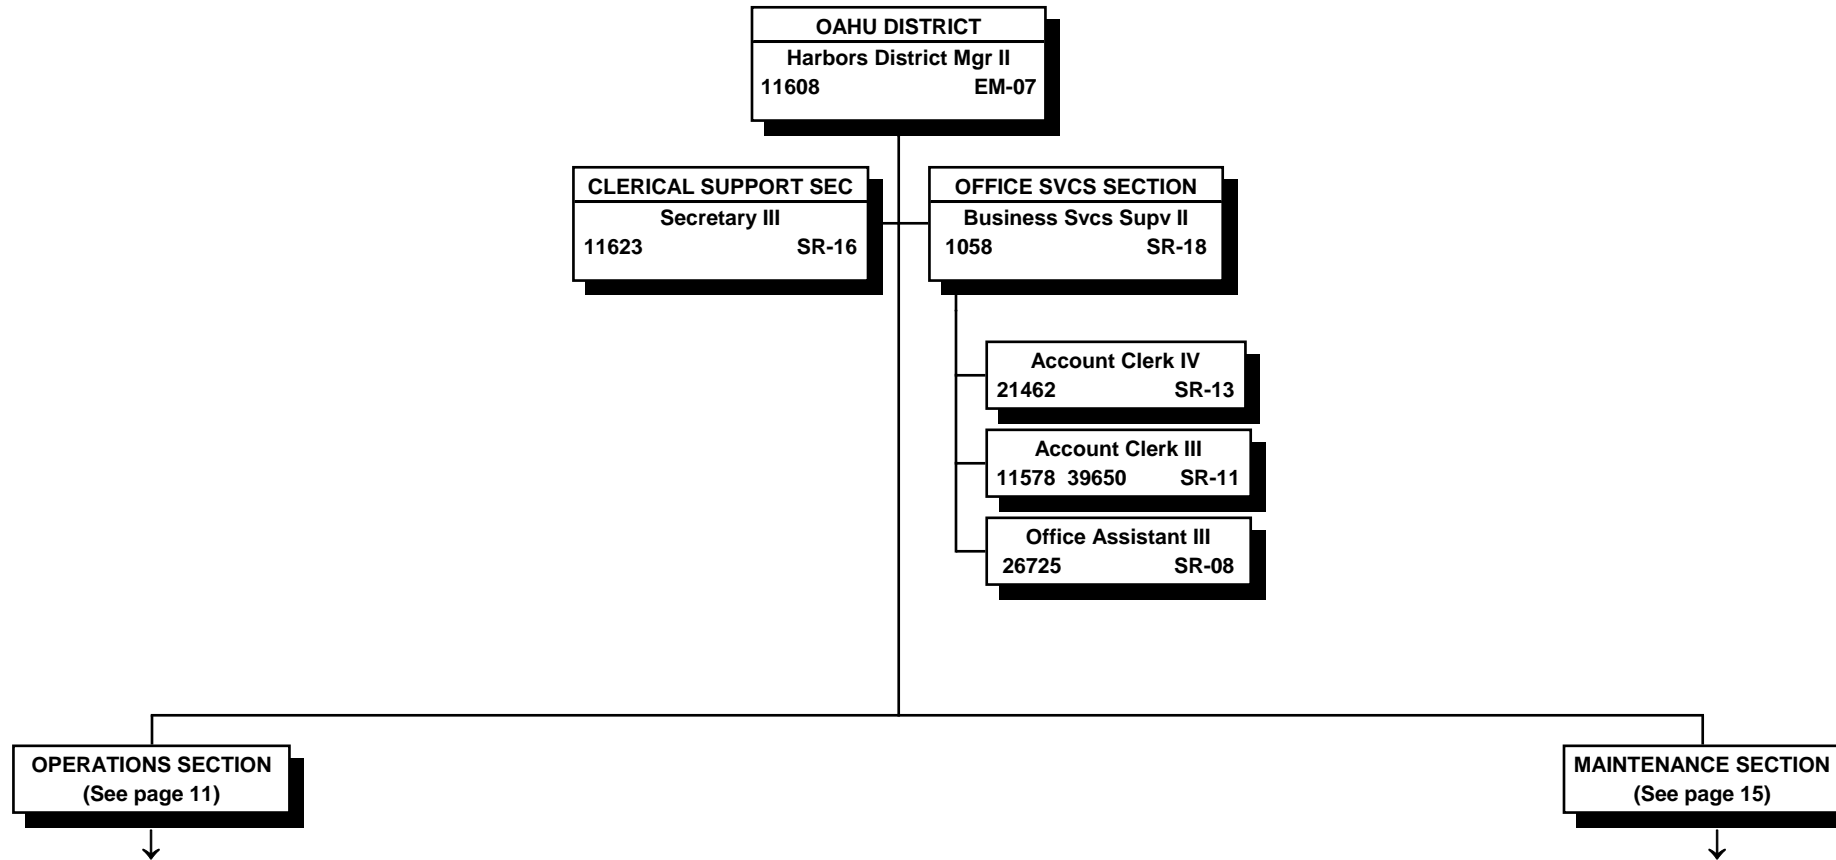 OAHU DISTRICT
Harbors District Mgr II
11608 EM-07
CLERICAL SUPPORT SEC
Secretary III
11623 SR-16
OFFICE SVCS SECTION
Business Svcs Supv II
1058 SR-18
Account Clerk IV
21462 SR-13
Account Clerk III
11578 39650 SR-11
Office Assistant III
26725 SR-08
OPERATIONS SECTION
(See page 11)
MAINTENANCE SECTION
(See page 15)